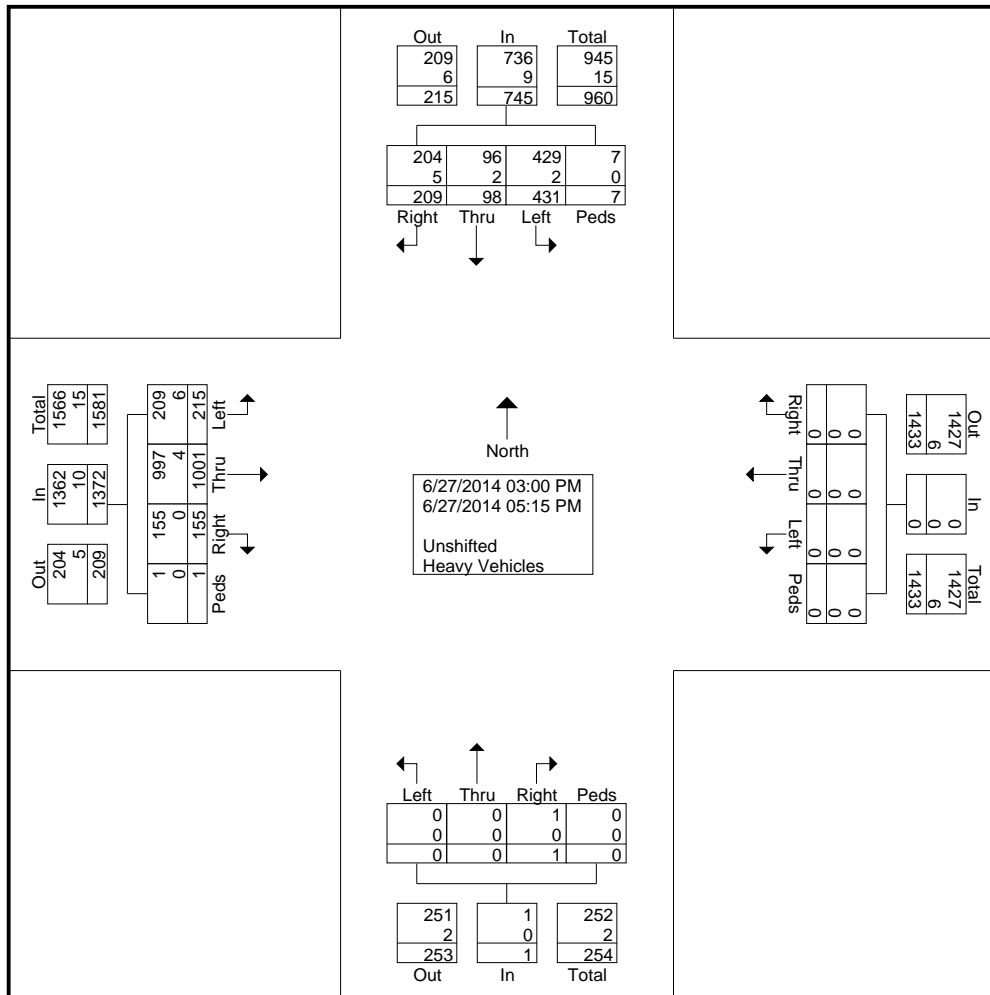 Out In Total
209 736 945
6 9 15
215 745 960
204 96 429 7
5 2 2 0
209 98 431 7
Right Thru Left Peds
Total
1566
15
1581
In
1362
10
1372
Out
204
5
209
209
6
215
Left
997
4
1001
Thru
155
0
155
Right
1
0
1
Peds
North
6/27/2014 03:00 PM
6/27/2014 05:15 PM
Unshifted
Heavy Vehicles
Right
0
0
0
Thru
0
0
0
Left
0
0
0
Peds
0
0
0
Out
1427
6
1433
In
0
0
0
Total
1427
6
1433
Left Thru Right Peds
0 0 1 0
0 0 0 0
0 0 1 0
251 1 252
2 0 2
253 1 254
Out In Total